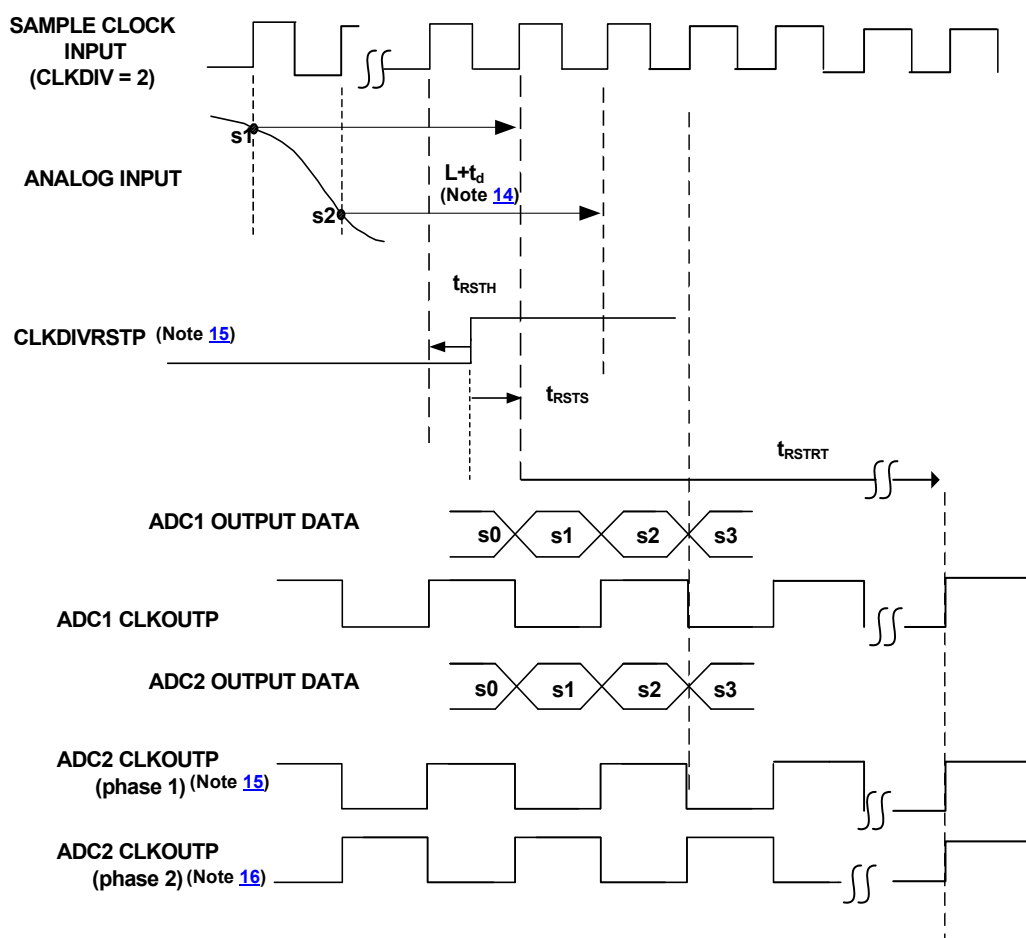 SAMPLE CLOCK
INPUT
(CLKDIV = 2)
s1
ANALOG INPUT
L+td
(Note 14)
s2
tRSTH
CLKDIVRSTP (Note 15)
tRSTS
tRSTRT
ADC1 OUTPUT DATA
s0 s1 s2 s3
ADC1 CLKOUTP
ADC2 OUTPUT DATA
s0 s1 s2 s3
ADC2 CLKOUTP
(phase 1) (Note 15)
ADC2 CLKOUTP
(phase 2) (Note 16)